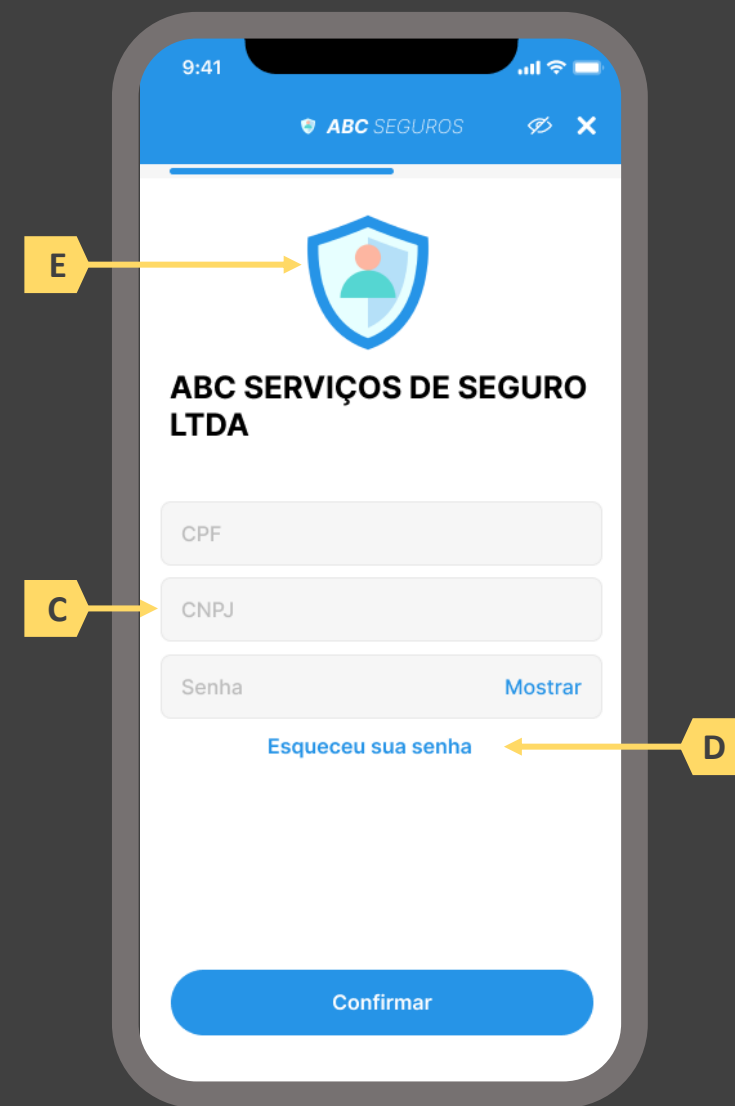 9:41
ABC SEGUROS
E
ABC SERVIÇOS DE SEGURO
LTDA
CPF
C
CNPJ
Senha
Mostrar
Esqueceu sua senha
D
Confirmar